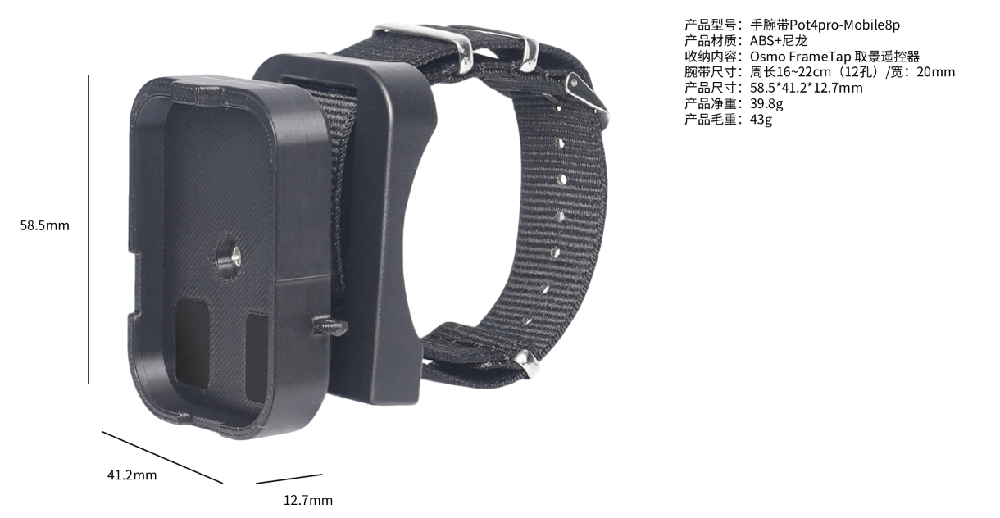 产品型号：手腕带Pot4pro-Mobile8p
产品材质：ABS+尼龙
收纳内容：Osmo FrameTap 取景遥控器
腕带尺寸：周长16~22cm（12孔）/宽：20mm
产品尺寸：58.5*41.2*12.7mm
产品净重：39.8g
产品毛重：43g
58.5mm
41.2mm
12.7mm